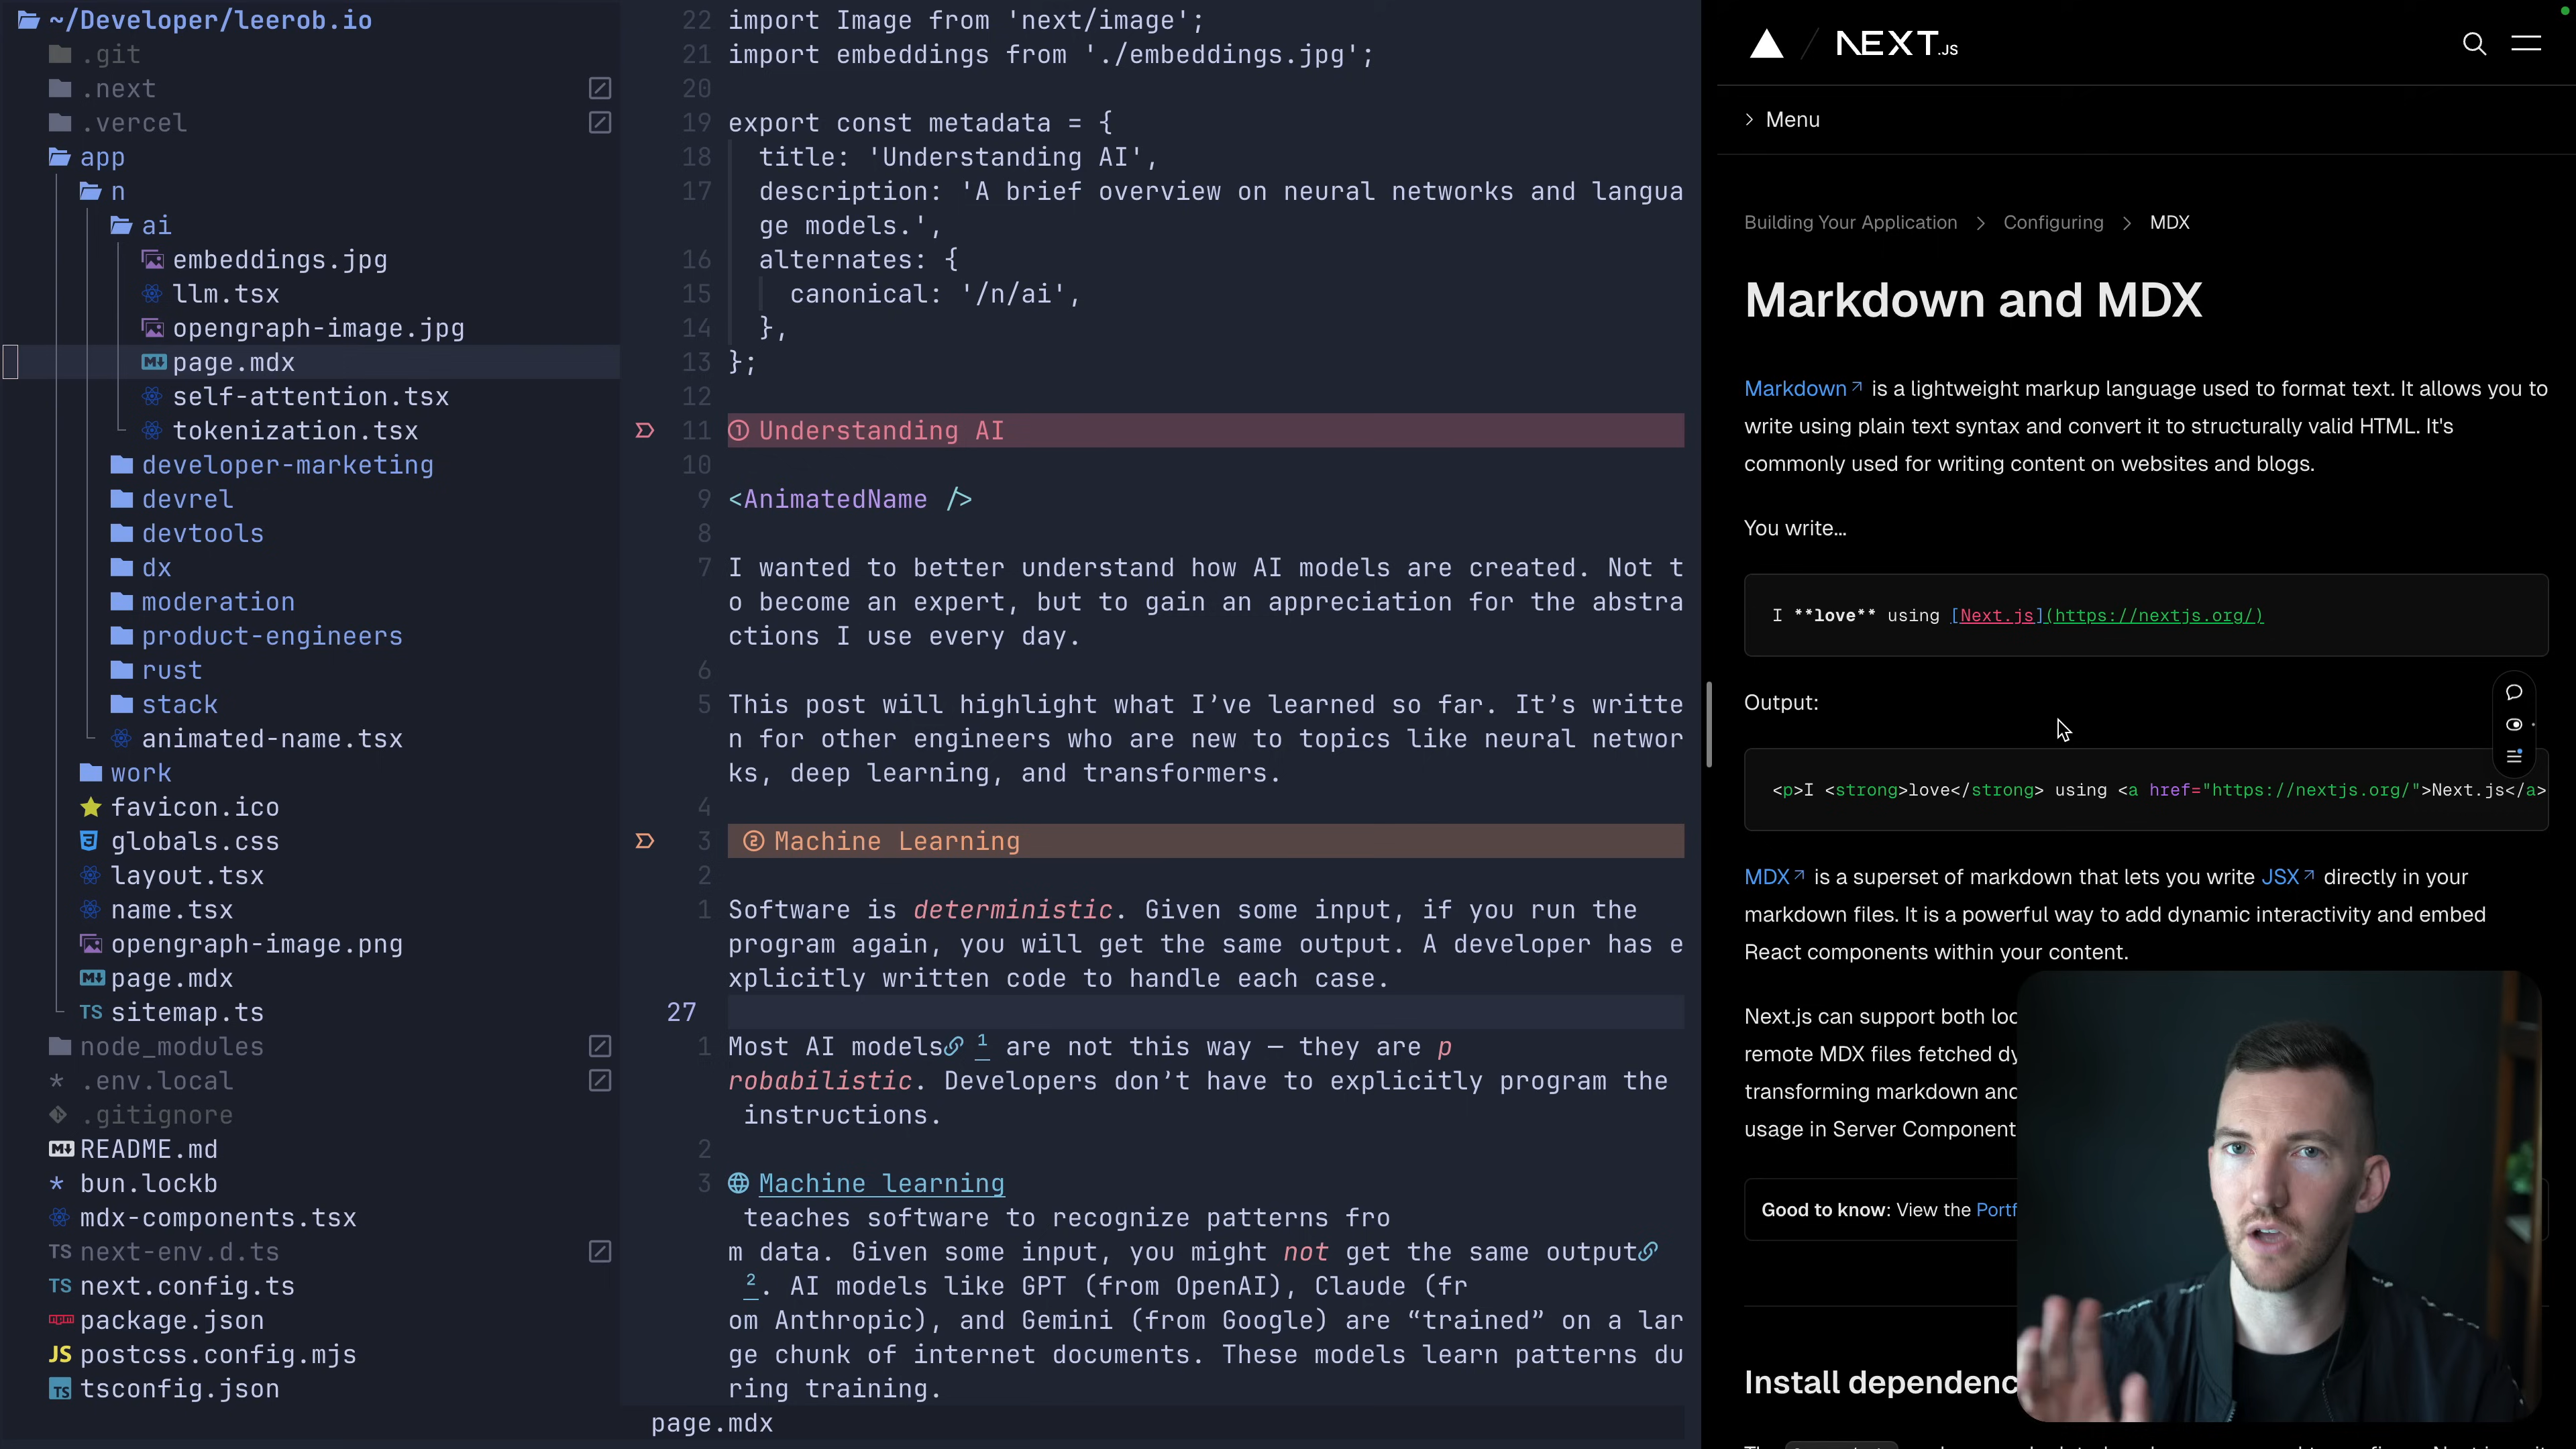 ~/Developer/leerob.io
.git
.next
.vercel
app
n
ai
embeddings.jpg
llm.tsx
opengraph-image.jpg
page.mdx
self-attention.tsx
tokenization.tsx
developer-marketing
devrel
devtools
dx
moderation
product-engineers
rust
stack
animated-name.tsx
work
favicon.ico
globals.css
layout.tsx
name.tsx
opengraph-image.png
page.mdx
TS sitemap.ts
node_modules
* .env.local
.gitignore
README.md
* bun.lockb
mdx-components.tsx
TS next-env.d.ts
TS next.config.ts
package.json
JS postcss.config.mjs
TS tsconfig.json
22 import Image from 'next/image';
21 import embeddings from './embeddings.jpg';
20
19 export const metadata = {
18 title: 'Understanding AI',
17 description: 'A brief overview on neural networks and langua
ge models.',
16 alternates: {
15 canonical: '/n/ai',
14 },
13 };
12
11 ① Understanding AI
10
9 <AnimatedName />
8
7 I wanted to better understand how AI models are created. Not t
o become an expert, but to gain an appreciation for the abstra
ctions I use every day.
6
5 This post will highlight what I’ve learned so far. It’s writte
n for other engineers who are new to topics like neural networ
ks, deep learning, and transformers.
4
3 ② Machine Learning
2
1 Software is deterministic. Given some input, if you run the
program again, you will get the same output. A developer has e
xplicitly written code to handle each case.
27
1 Most AI models 1 are not this way — they are p
robabilistic. Developers don’t have to explicitly program the
instructions.
2
3 Machine learning
teaches software to recognize patterns fro
m data. Given some input, you might not get the same output
2. AI models like GPT (from OpenAI), Claude (fr
om Anthropic), and Gemini (from Google) are “trained” on a lar
ge chunk of internet documents. These models learn patterns du
ring training.
page.mdx
NEXT.JS
Menu
Building Your Application > Configuring > MDX
Markdown and MDX
Markdown is a lightweight markup language used to format text. It allows you to
write using plain text syntax and convert it to structurally valid HTML. It's
commonly used for writing content on websites and blogs.
You write...
I **love** using [Next.js](https://nextjs.org/)
Output:
<p>I <strong>love</strong> using <a href="https://nextjs.org/">Next.js</a>
MDX is a superset of markdown that lets you write JSX directly in your
markdown files. It is a powerful way to add dynamic interactivity and embed
React components within your content.
Next.js can support both
remote MDX files fetched
transforming markdown and
usage in Server Component
Good to know: View the
Install